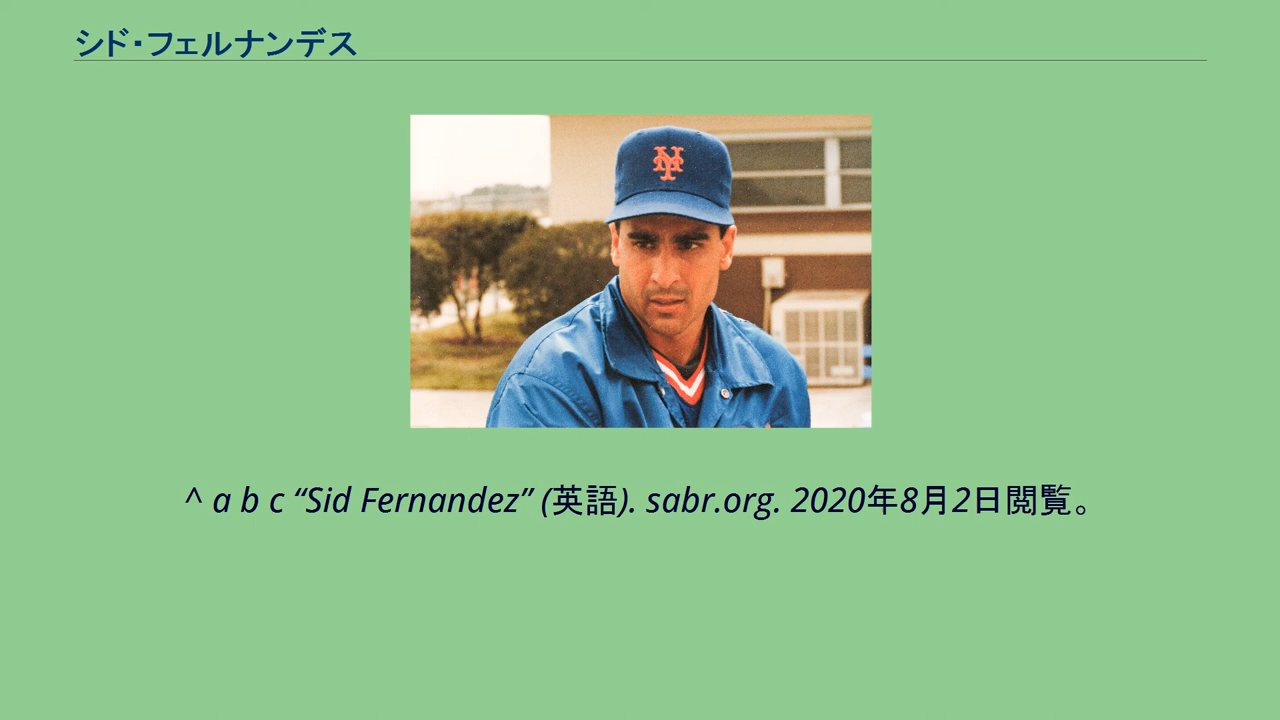 シド・フェルナンデス
NY
^ a b c “Sid Fernandez” (英語). sabr.org. 2020年8月2日閲覧。